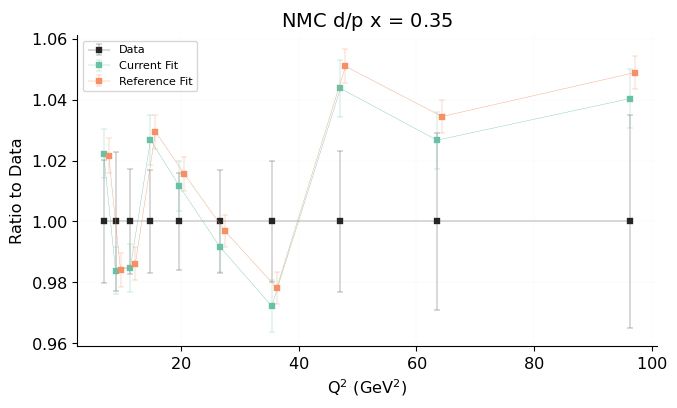 NMC d/p x = 0.35
Data
Current Fit
Reference Fit
Ratio to Data
1.06
1.04
1.02
1.00
0.98
0.96
20 40 60 80 100
Q² (GeV²)